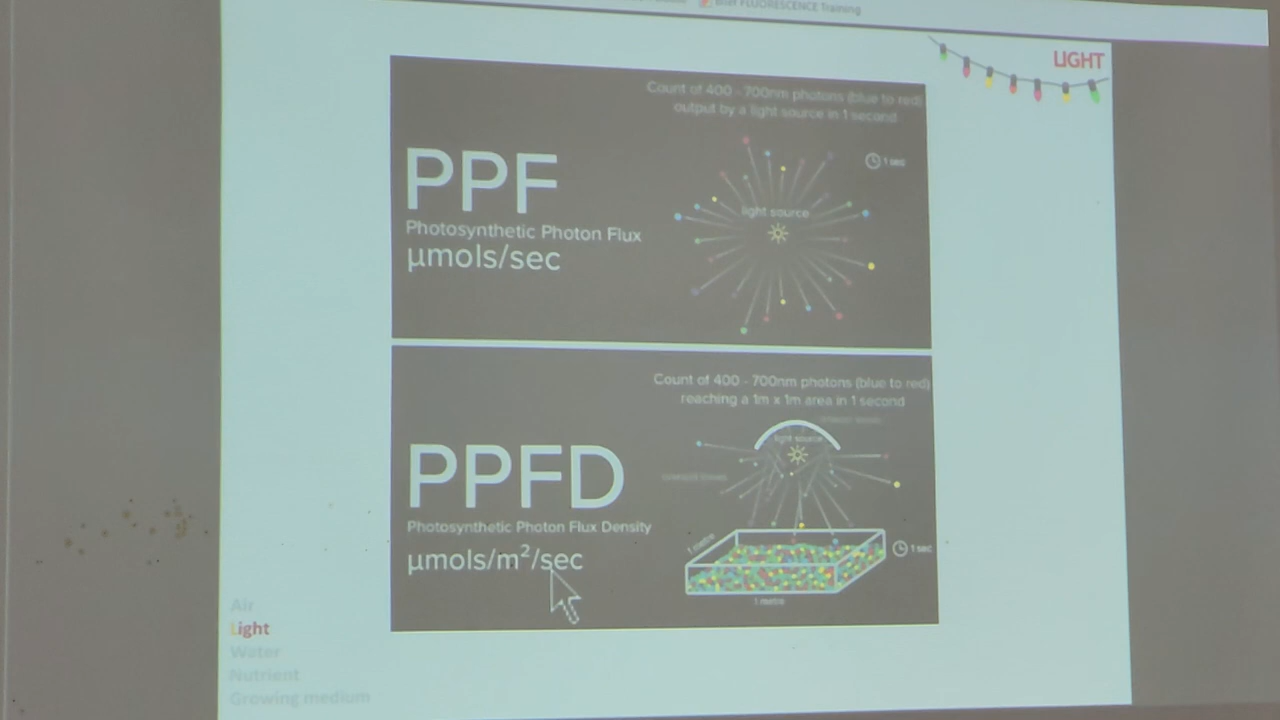 FLUORESCENCE Training
LIGHT
Count of 400 - 700nm photons (blue to red)
output by a light source in 1 second
PPF
1 sec
light source
Photosynthetic Photon Flux
µmols/sec
Count of 400 - 700nm photons (blue to red)
reaching a 1m x 1m area in 1 second
light source
PPFD
Photosynthetic Photon Flux Density
1 metre
1 sec
µmols/m²/sec
1 metre
Air
Light
Water
Nutrient
Growing medium